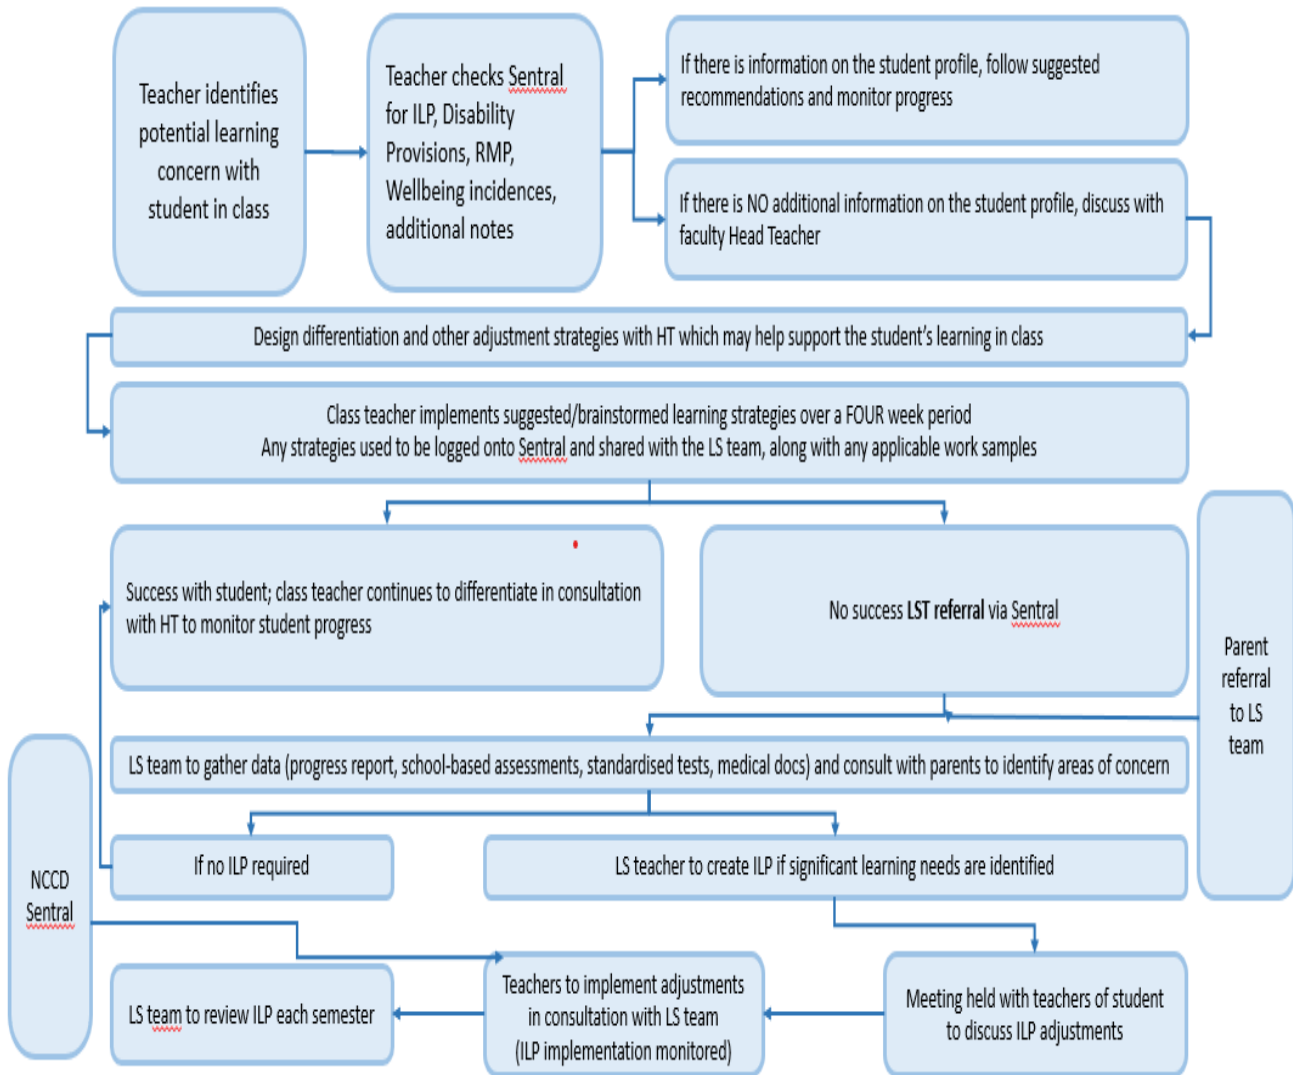 Teacher identifies
potential learning
concern with
student in class
Teacher checks Sentral
for ILP, Disability
Provisions, RMP,
Wellbeing incidences,
additional notes
If there is information on the student profile, follow suggested
recommendations and monitor progress
If there is NO additional information on the student profile, discuss with
faculty Head Teacher
Design differentiation and other adjustment strategies with HT which may help support the student's learning in class
Class teacher implements suggested/brainstormed learning strategies over a FOUR week period
Any strategies used to be logged onto Sentral and shared with the LS team, along with any applicable work samples
Success with student; class teacher continues to differentiate in consultation
with HT to monitor student progress
No success LST referral via Sentral
Parent
referral
to LS
team
LS team to gather data (progress report, school-based assessments, standardised tests, medical docs) and consult with parents to identify areas of concern
If no ILP required
LS teacher to create ILP if significant learning needs are identified
NCCD
Sentral
LS team to review ILP each semester
Teachers to implement adjustments
in consultation with LS team
(ILP implementation monitored)
Meeting held with teachers of student
to discuss ILP adjustments